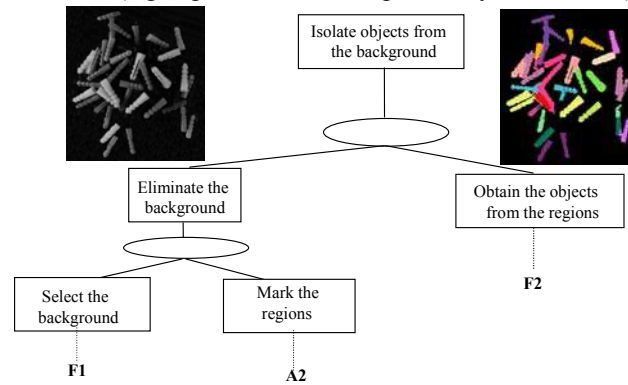 Isolate objects from
the background
Eliminate the
background
Obtain the objects
from the regions
Select the
background
Mark the
regions
F2
F1
A2